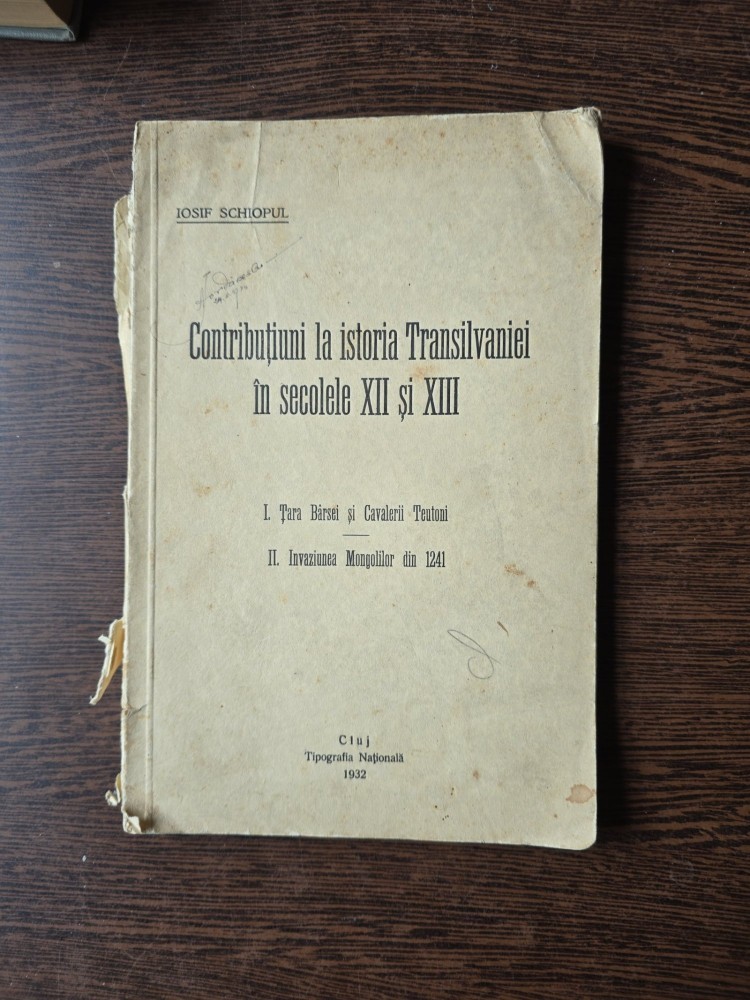 IOSIF SCHIOPUL
Contribuțiuni la istoria Transilvaniei
în secolele XII și XIII
I. Țara Bârsei și Cavalerii Teutoni
II. Invaziunea Mongolilor din 1241
Cluj
Tipografia Națională
1932